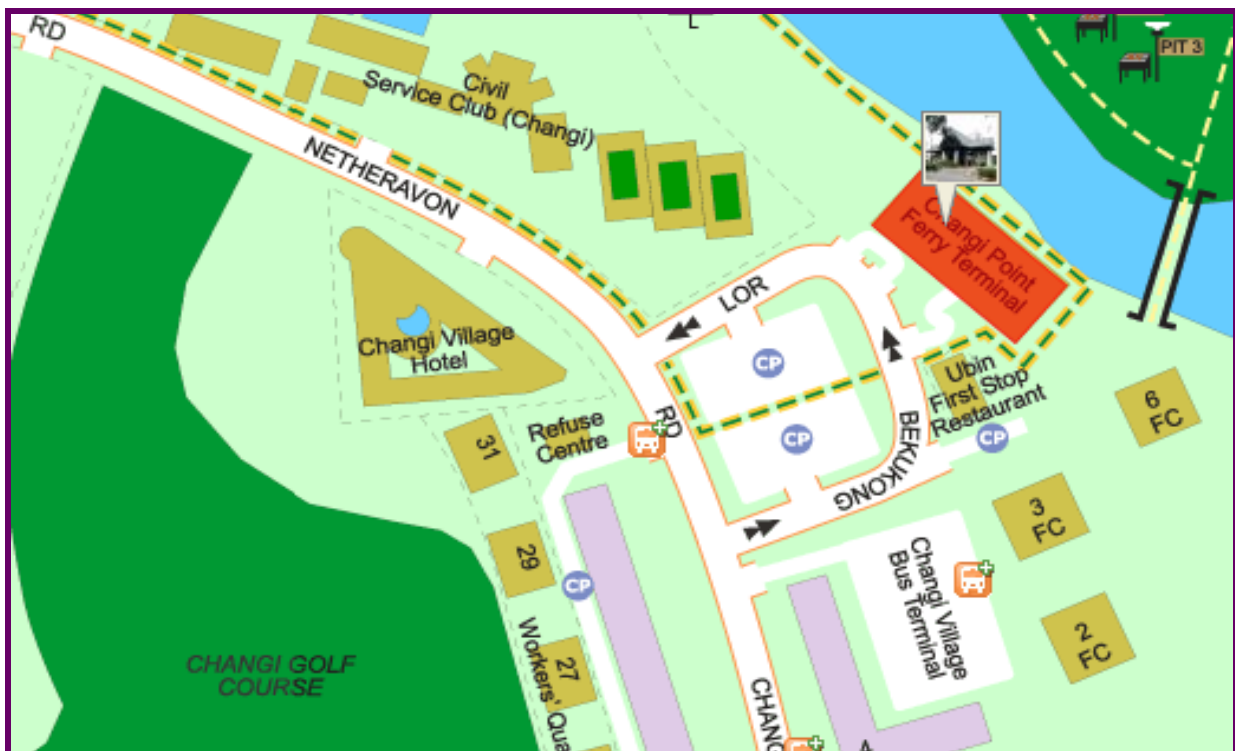 RD
L
PIT 3
Civil
Service Club (Changi)
NETHERAVON
Changi Point
Ferry Terminal
LOR
Changi Village
Hotel
CP
Ubin
First Stop
Restaurant
6
FC
RD
Refuse
Centre
31
CP
CP
BEKUKONG
3
FC
29
CP
Changi Village
Bus Terminal
2
FC
Workers' Qua
27
CHANGI GOLF
COURSE
CHANG